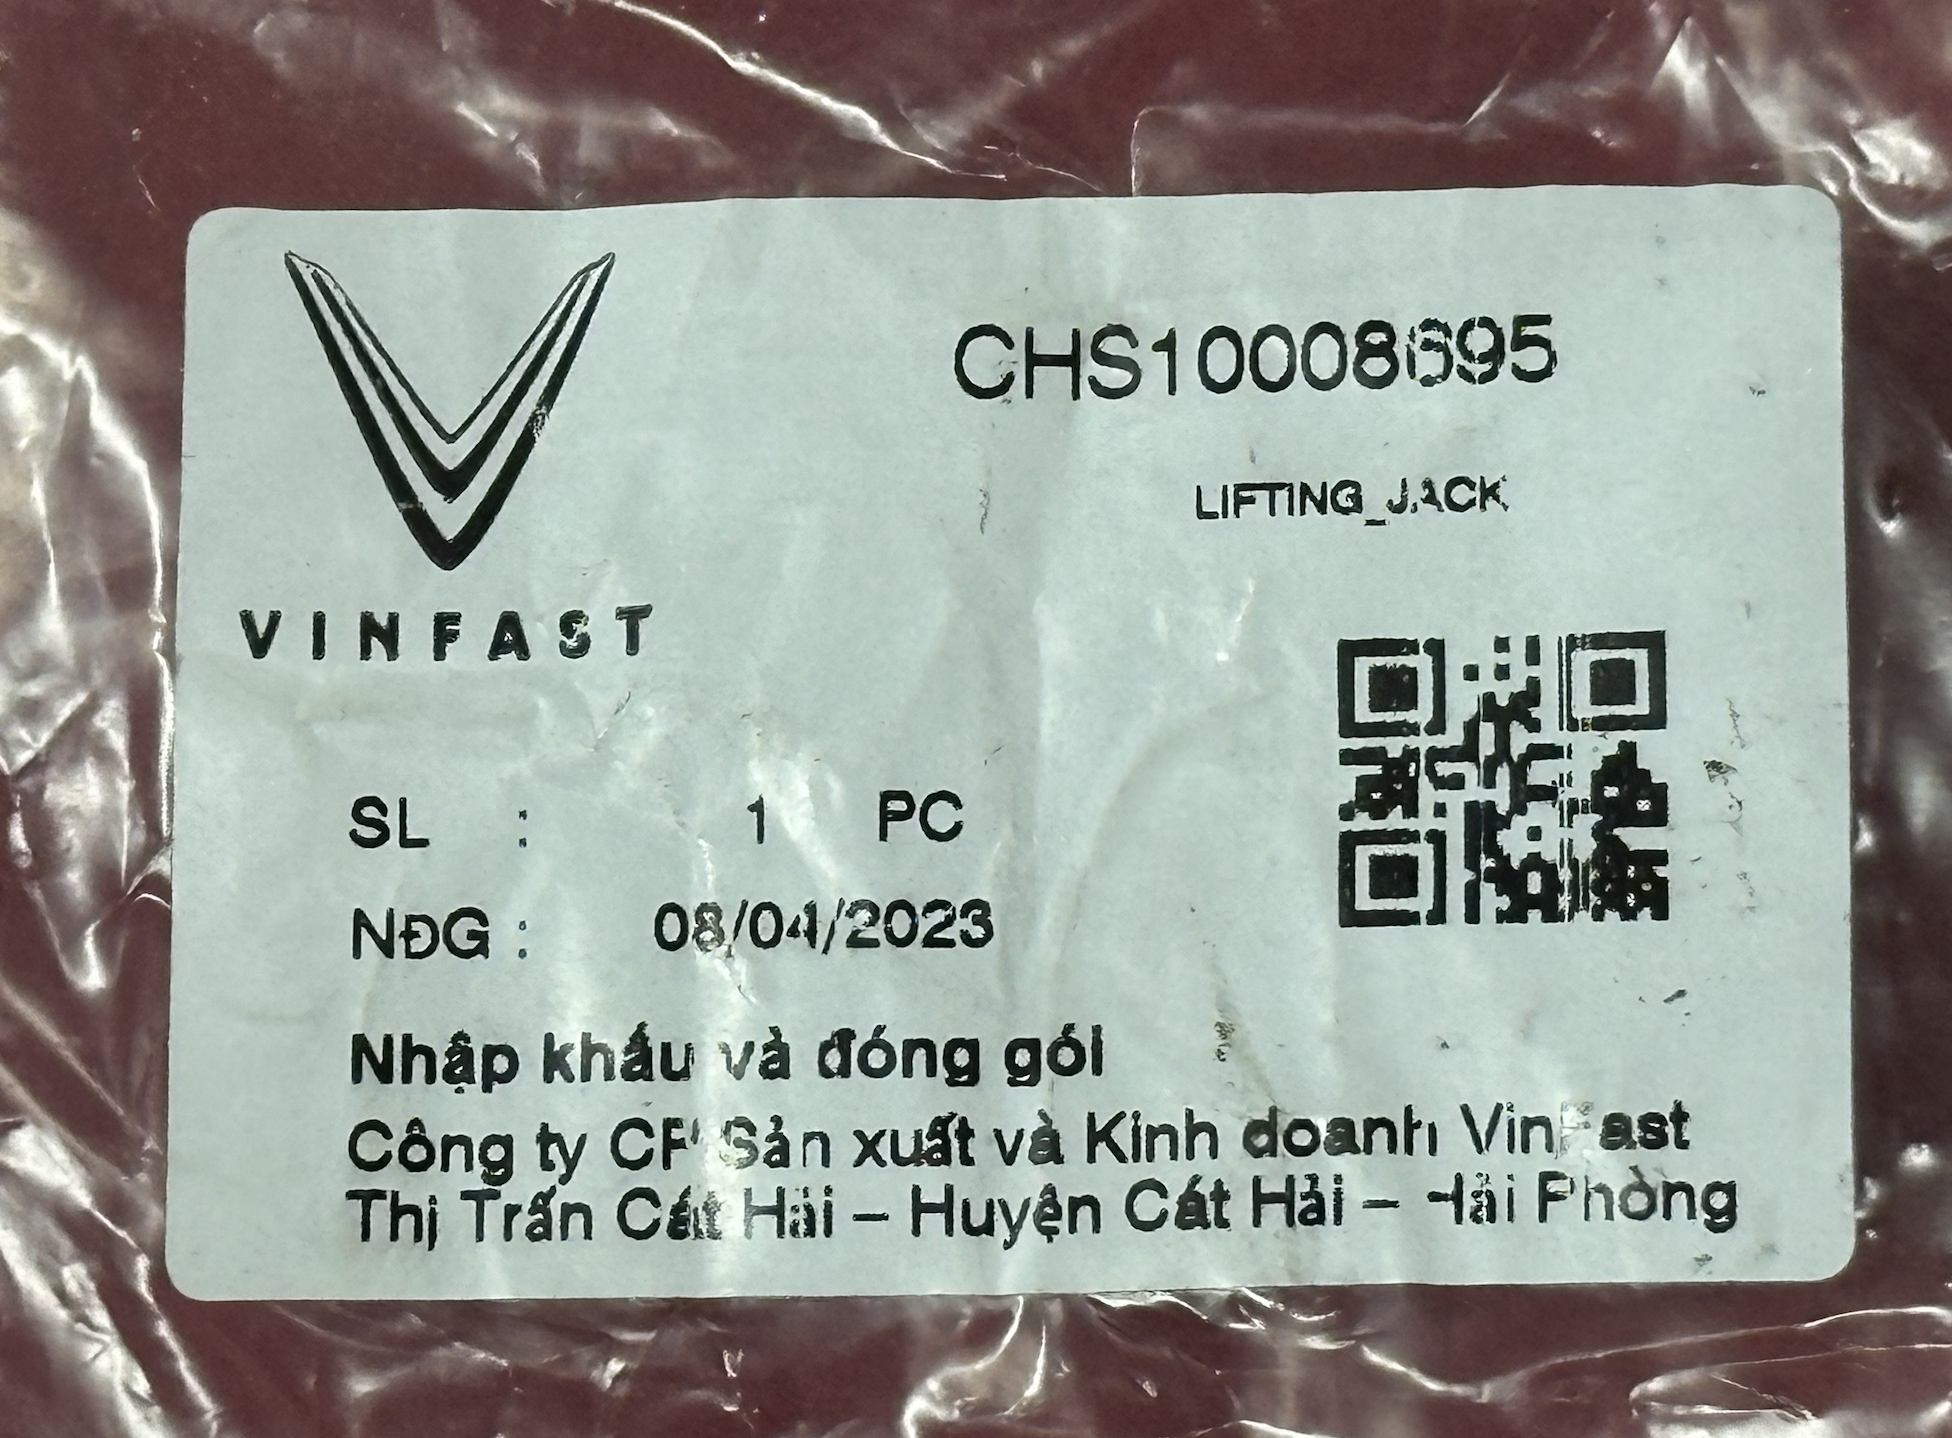 CHS10008695
LIFTING_JACK
VINFAST
SL : 1 PC
NĐG : 08/04/2023
Nhập khẩu và đóng gói
Công ty CP Sản xuất và Kinh doanh VinFast
Thị Trấn Cát Hải – Huyện Cát Hải – Hải Phòng